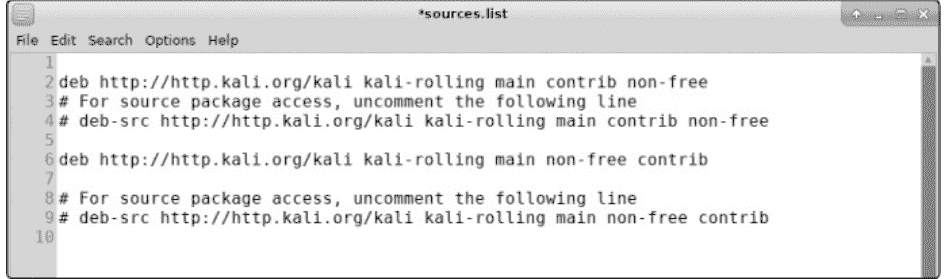 *sources.list
File Edit Search Options Help
1
2 deb http://http.kali.org/kali kali-rolling main contrib non-free
3 # For source package access, uncomment the following line
4 # deb-src http://http.kali.org/kali kali-rolling main contrib non-free
5
6 deb http://http.kali.org/kali kali-rolling main non-free contrib
7
8 # For source package access, uncomment the following line
9 # deb-src http://http.kali.org/kali kali-rolling main non-free contrib
10